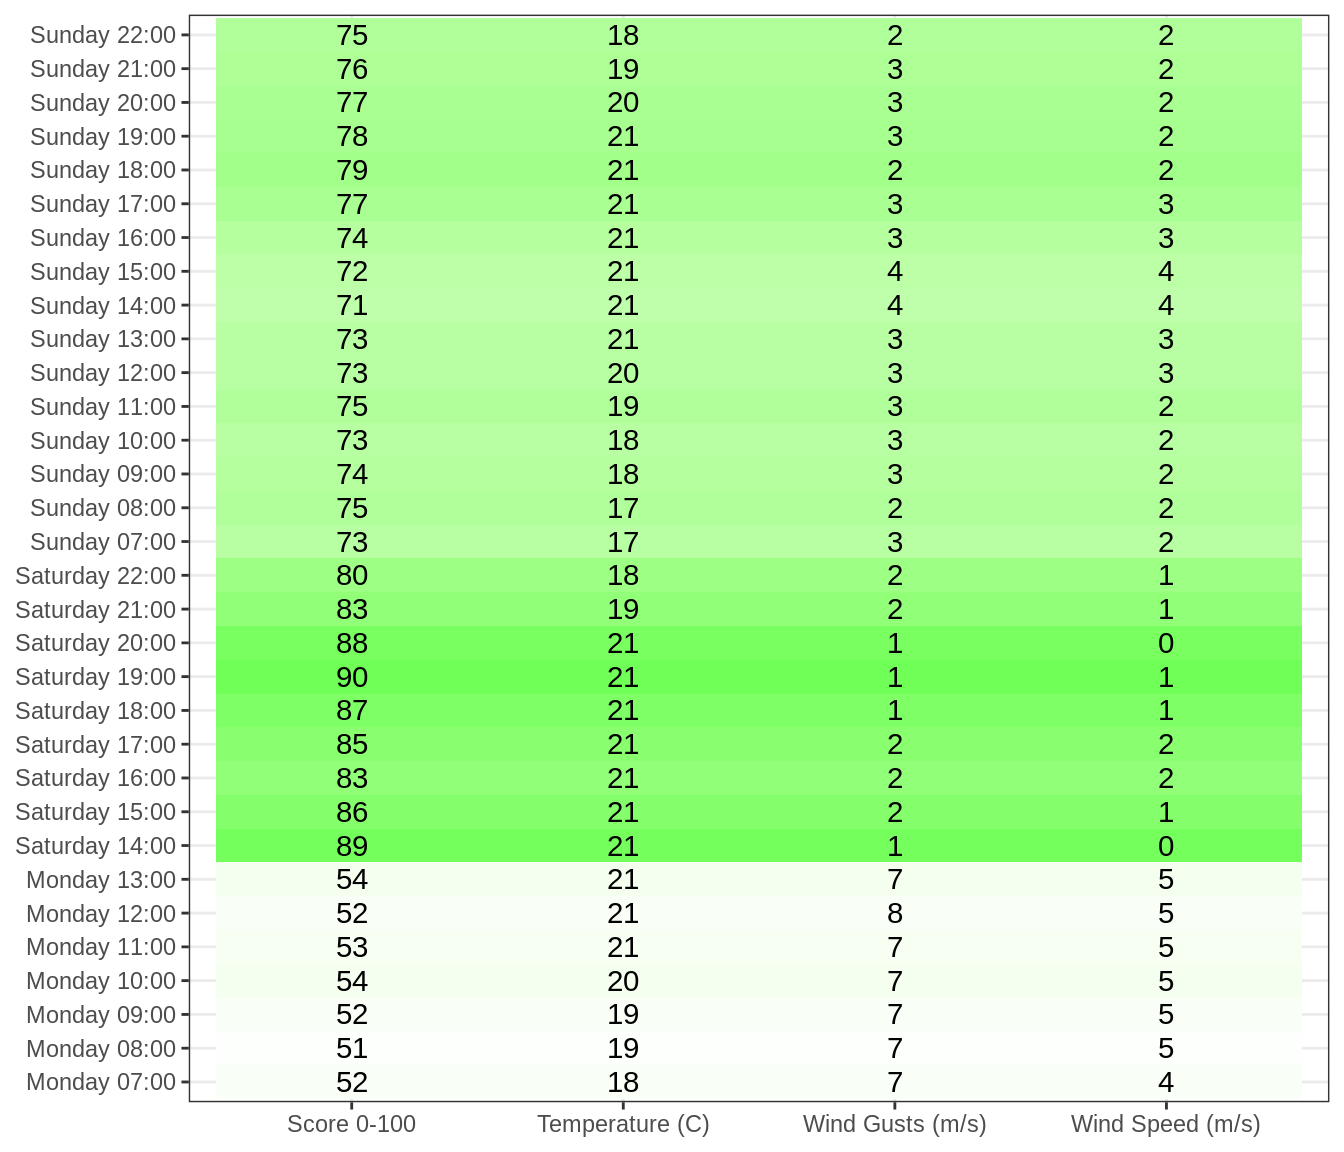 Sunday 22:00 75 18 2 2
Sunday 21:00 76 19 3 2
Sunday 20:00 77 20 3 2
Sunday 19:00 78 21 3 2
Sunday 18:00 79 21 2 2
Sunday 17:00 77 21 3 3
Sunday 16:00 74 21 3 3
Sunday 15:00 72 21 4 4
Sunday 14:00 71 21 4 4
Sunday 13:00 73 21 3 3
Sunday 12:00 73 20 3 3
Sunday 11:00 75 19 3 2
Sunday 10:00 73 18 3 2
Sunday 09:00 74 18 3 2
Sunday 08:00 75 17 2 2
Sunday 07:00 73 17 3 2
Saturday 22:00 80 18 2 1
Saturday 21:00 83 19 2 1
Saturday 20:00 88 21 1 0
Saturday 19:00 90 21 1 1
Saturday 18:00 87 21 1 1
Saturday 17:00 85 21 2 2
Saturday 16:00 83 21 2 2
Saturday 15:00 86 21 2 1
Saturday 14:00 89 21 1 0
Monday 13:00 54 21 7 5
Monday 12:00 52 21 8 5
Monday 11:00 53 21 7 5
Monday 10:00 54 20 7 5
Monday 09:00 52 19 7 5
Monday 08:00 51 19 7 5
Monday 07:00 52 18 7 4
Score 0-100 Temperature (C) Wind Gusts (m/s) Wind Speed (m/s)